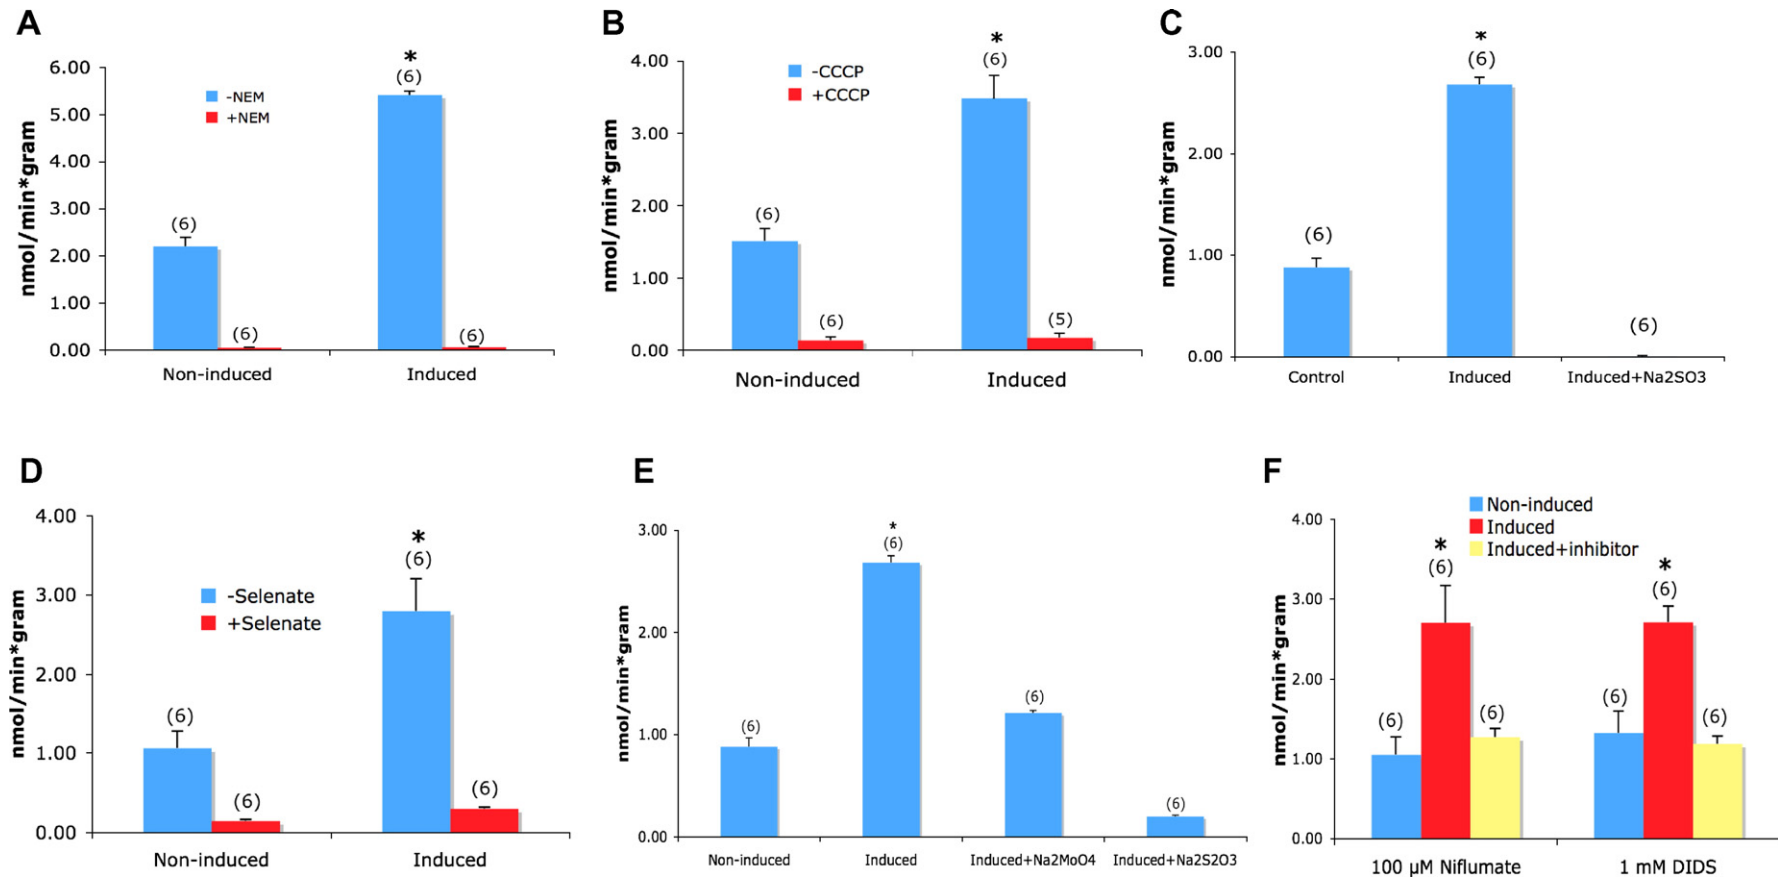 A
nmol/min*gram
6.00
5.00
4.00
3.00
2.00
1.00
0.00
-NEM
+NEM
*
(6)
(6)
(6)
(6)
Non-induced
Induced
B
nmol/min*gram
4.00
3.00
2.00
1.00
0.00
-CCCP
+CCCP
*
(6)
(6)
(6)
(5)
Non-induced
Induced
C
nmol/min*gram
3.00
2.00
1.00
0.00
*
(6)
(6)
(6)
Control
Induced
Induced+Na2SO3
D
nmol/min*gram
4.00
3.00
2.00
1.00
0.00
-Selenate
+Selenate
*
(6)
(6)
(6)
(6)
Non-induced
Induced
E
nmol/min*gram
3.00
2.00
1.00
0.00
*
(6)
(6)
(6)
(6)
Non-induced
Induced
Induced+Na2MoO4
Induced+Na2S2O3
F
nmol/min*gram
4.00
3.00
2.00
1.00
0.00
Non-induced
Induced
Induced+inhibitor
*
(6)
*
(6)
(6)
(6)
(6)
(6)
100 µM Niflumate
1 mM DIDS